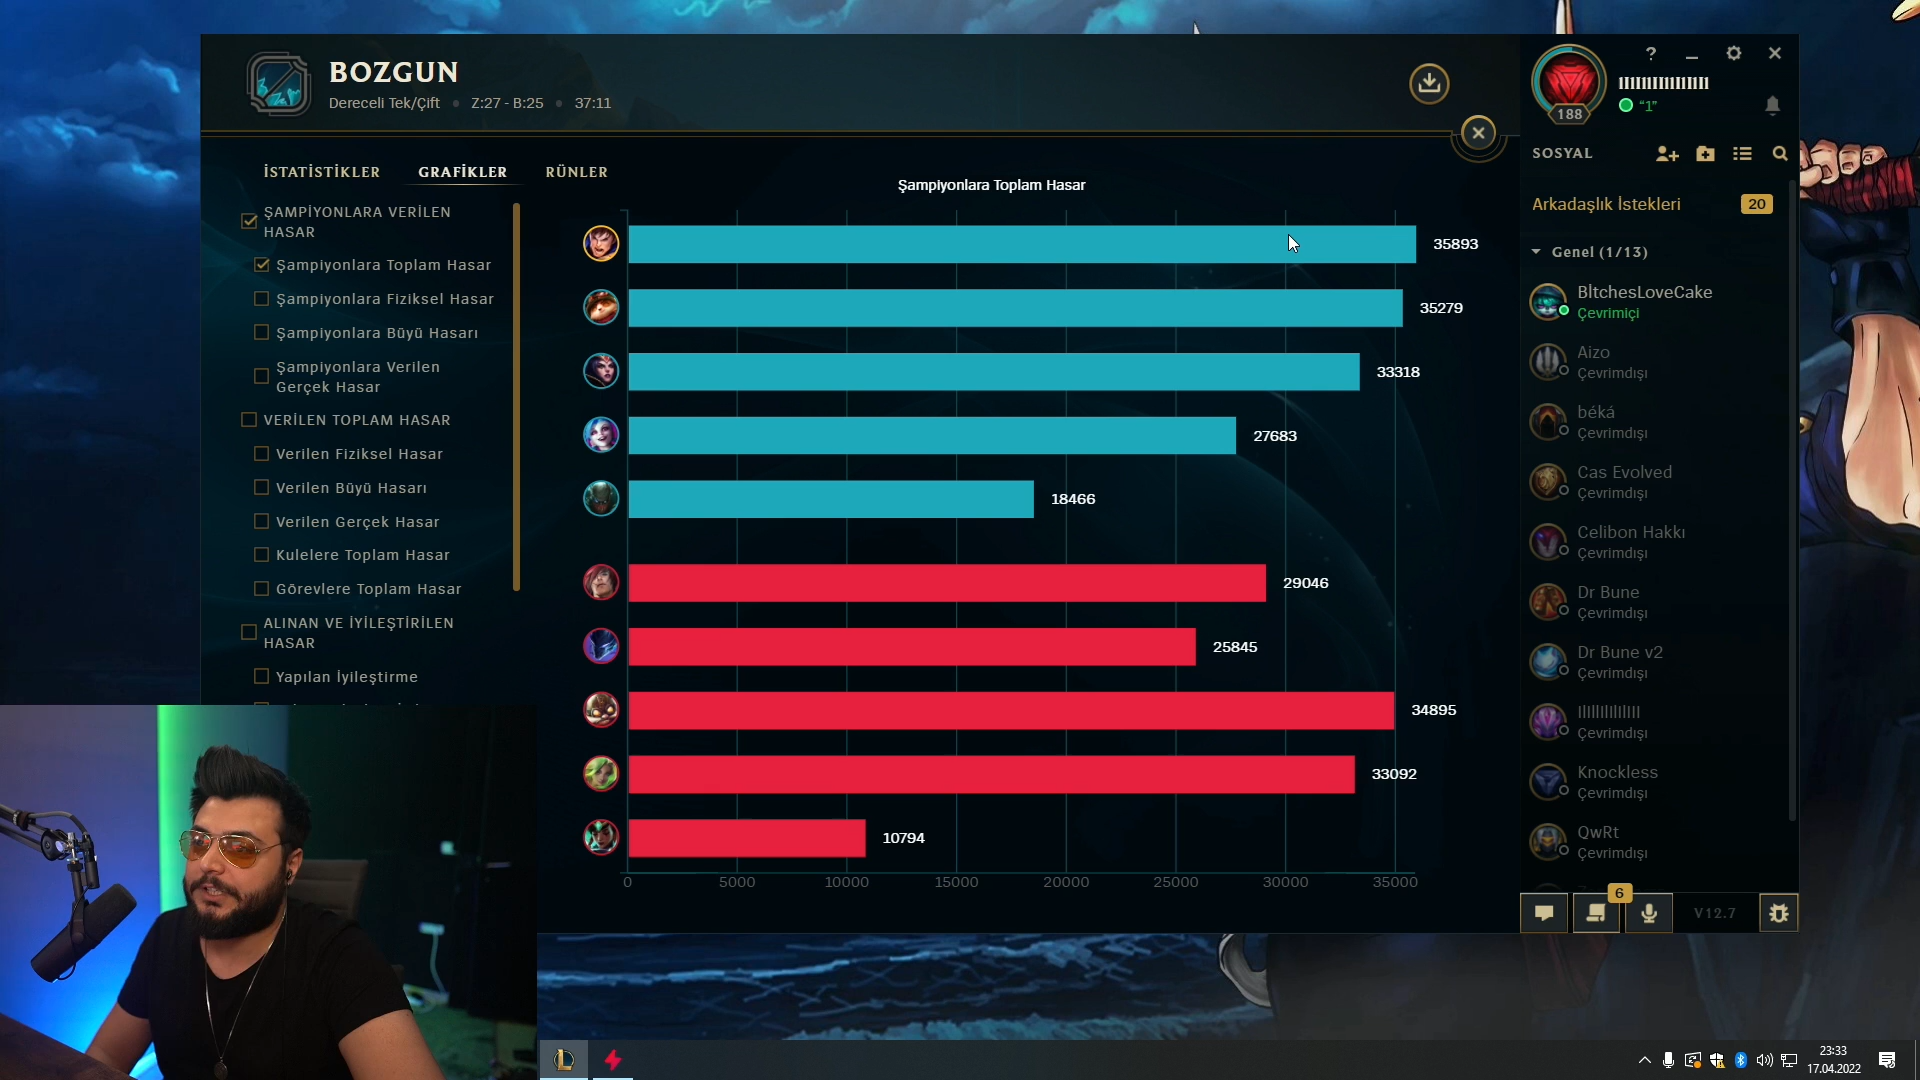 BOZGUN
Dereceli Tek/Çift • Z:27 - B:25 • 37:11
İSTATİSTİKLER GRAFİKLER RÜNLER
ŞAMPİYONLARA VERİLEN
HASAR
Şampiyonlara Toplam Hasar
Şampiyonlara Fiziksel Hasar
Şampiyonlara Büyü Hasarı
Şampiyonlara Verilen
Gerçek Hasar
VERİLEN TOPLAM HASAR
Verilen Fiziksel Hasar
Verilen Büyü Hasarı
Verilen Gerçek Hasar
Kulelere Toplam Hasar
Görevlere Toplam Hasar
ALINAN VE İYİLEŞTİRİLEN
HASAR
Yapılan İyileştirme
Şampiyonlara Toplam Hasar
35893
35279
33318
27683
18466
29046
25845
34895
33092
10794
0 5000 10000 15000 20000 25000 30000 35000
?
188
"1"
SOSYAL
Arkadaşlık İstekleri 20
Genel (1/13)
BltchesLoveCake
Çevrimiçi
Aizo
Çevrimdışı
béká
Çevrimdışı
Cas Evolved
Çevrimdışı
Celibon Hakkı
Çevrimdışı
Dr Bune
Çevrimdışı
Dr Bune v2
Çevrimdışı
Çevrimdışı
Knockless
Çevrimdışı
QwRt
Çevrimdışı
6
V12.7
23:33
17.04.2022